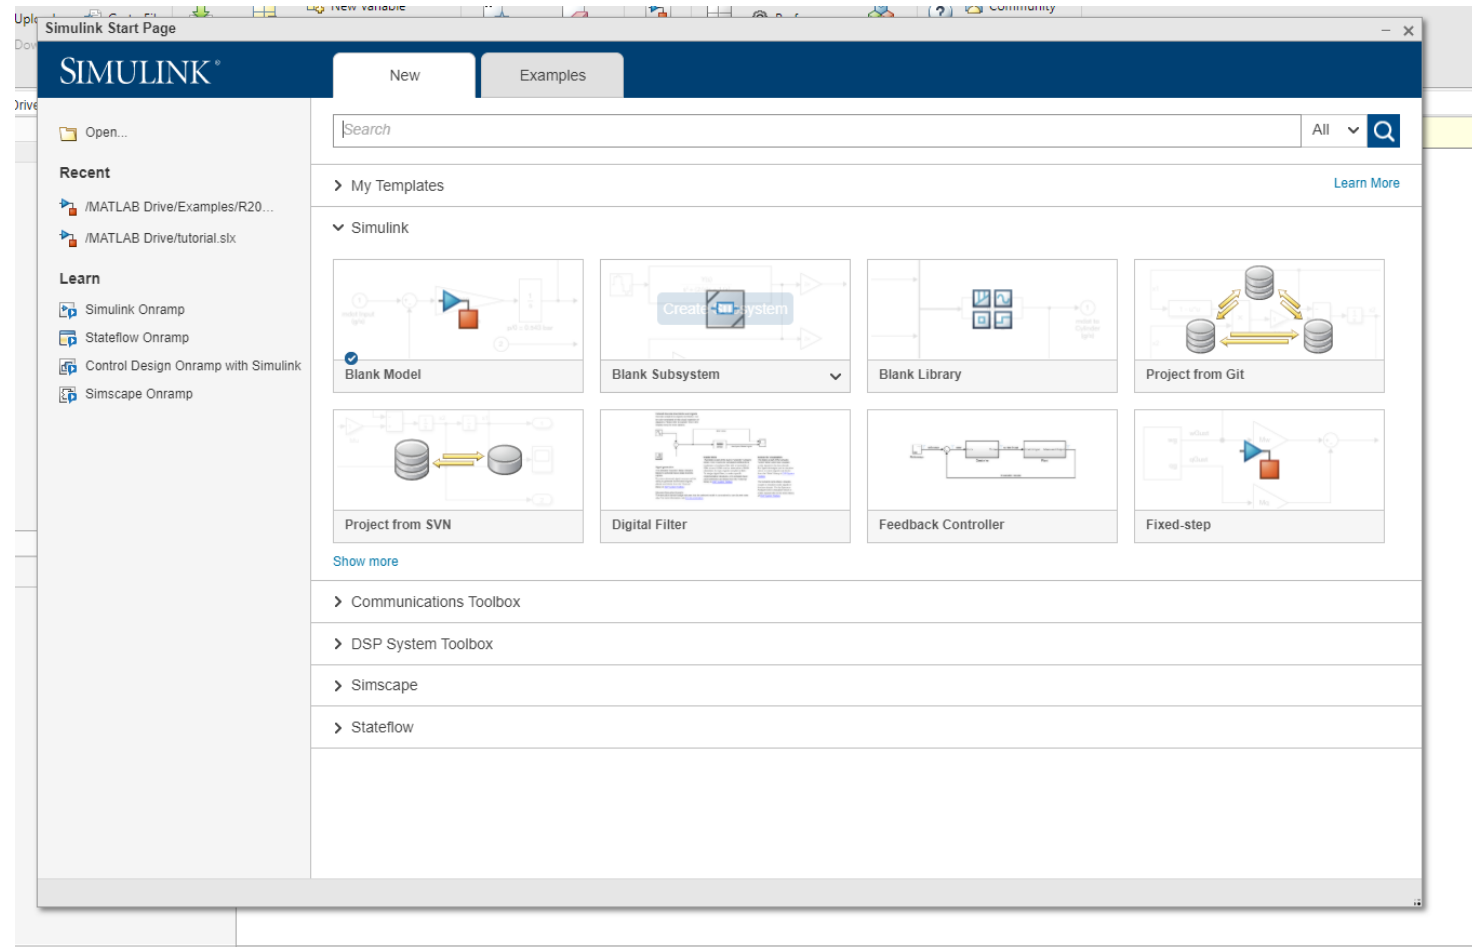 New Variable
Community
Simulink Start Page
SIMULINK®
New
Examples
Open...
Search
All
Recent
My Templates
Learn More
/MATLAB Drive/Examples/R20...
Simulink
/MATLAB Drive/tutorial.slx
Learn
Simulink Onramp
Stateflow Onramp
Control Design Onramp with Simulink
Simscape Onramp
Blank Model
Blank Subsystem
Blank Library
Project from Git
Project from SVN
Digital Filter
Feedback Controller
Fixed-step
Show more
Communications Toolbox
DSP System Toolbox
Simscape
Stateflow